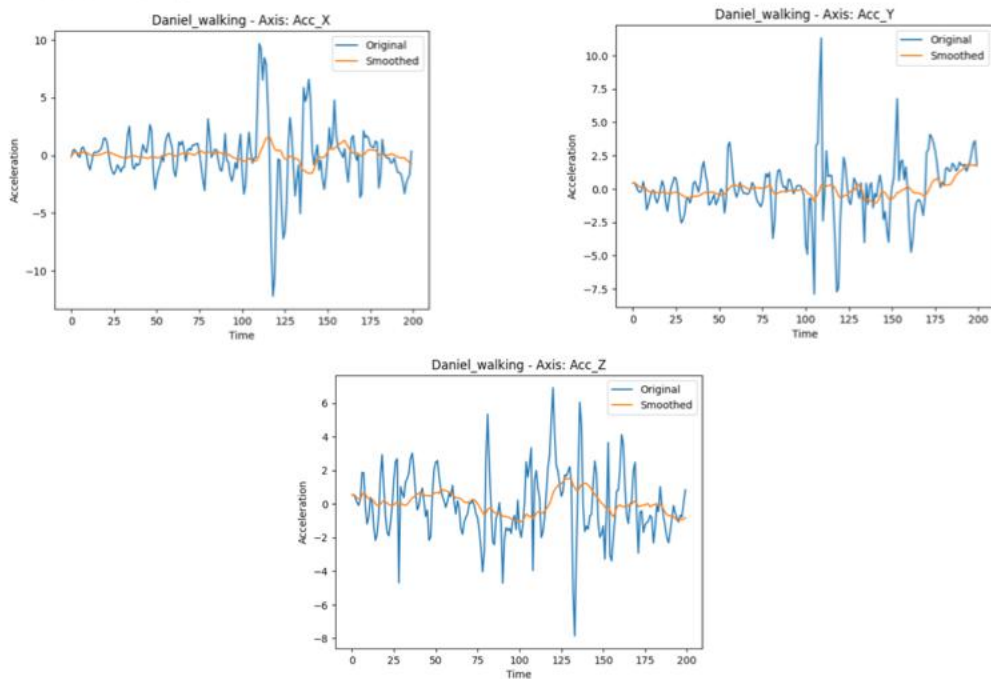 Daniel_walking - Axis: Acc_X
Original
Smoothed
10
5
0
-5
-10
Acceleration
0 25 50 75 100 125 150 175 200
Time
Daniel_walking - Axis: Acc_Y
Original
Smoothed
10.0
7.5
5.0
2.5
0.0
-2.5
-5.0
-7.5
Acceleration
0 25 50 75 100 125 150 175 200
Time
Daniel_walking - Axis: Acc_Z
Original
Smoothed
6
4
2
0
-2
-4
-6
-8
Acceleration
0 25 50 75 100 125 150 175 200
Time